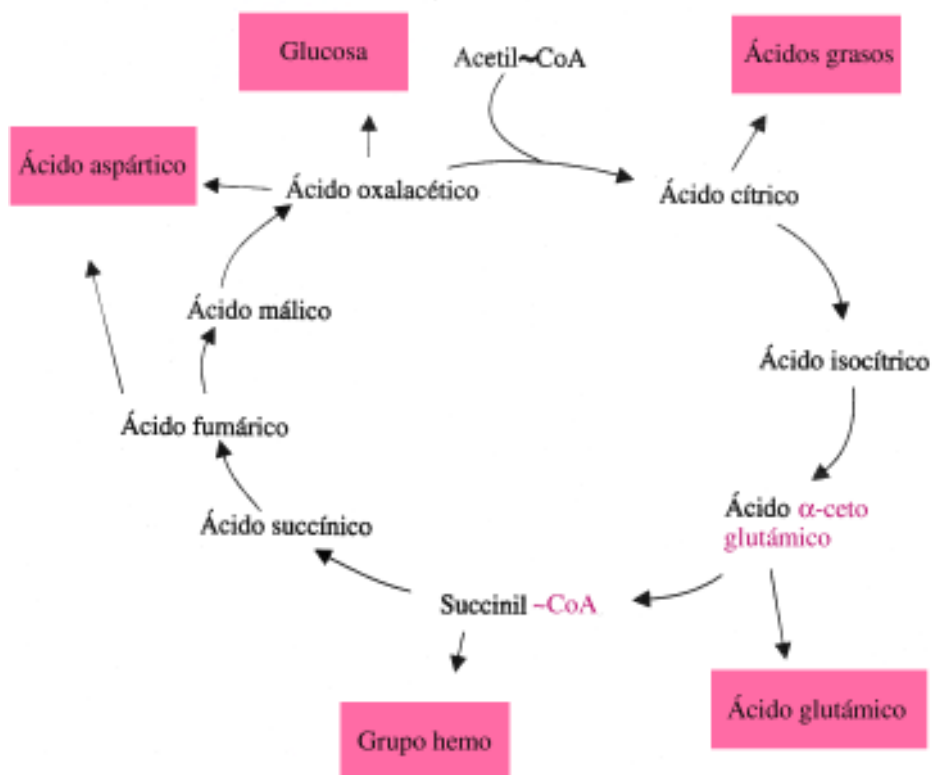 Glucosa
Acetil~CoA
Ácidos grasos
Ácido aspártico
Ácido oxalacético
Ácido cítrico
Ácido málico
Ácido isocítrico
Ácido fumárico
Ácido α-ceto
glutámico
Ácido succínico
Succinil ~CoA
Ácido glutámico
Grupo hemo